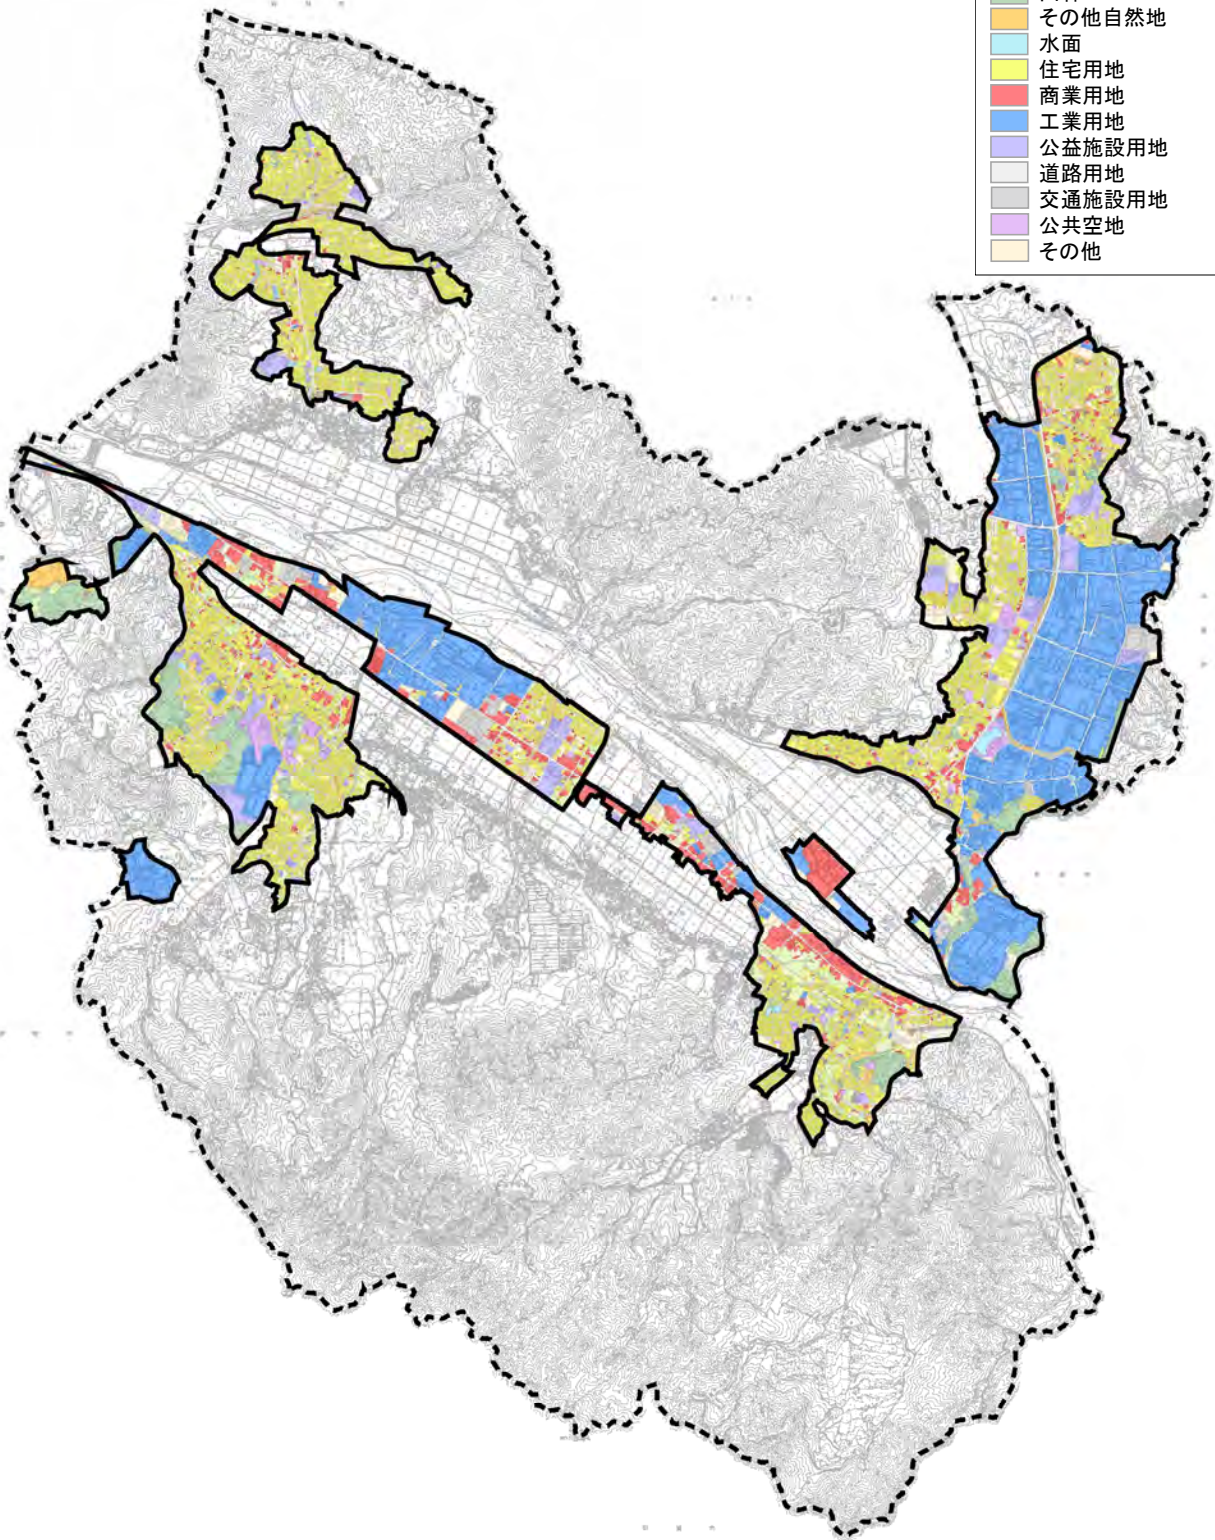 その他自然地
水面
住宅用地
商業用地
工業用地
公益施設用地
道路用地
交通施設用地
公共空地
その他